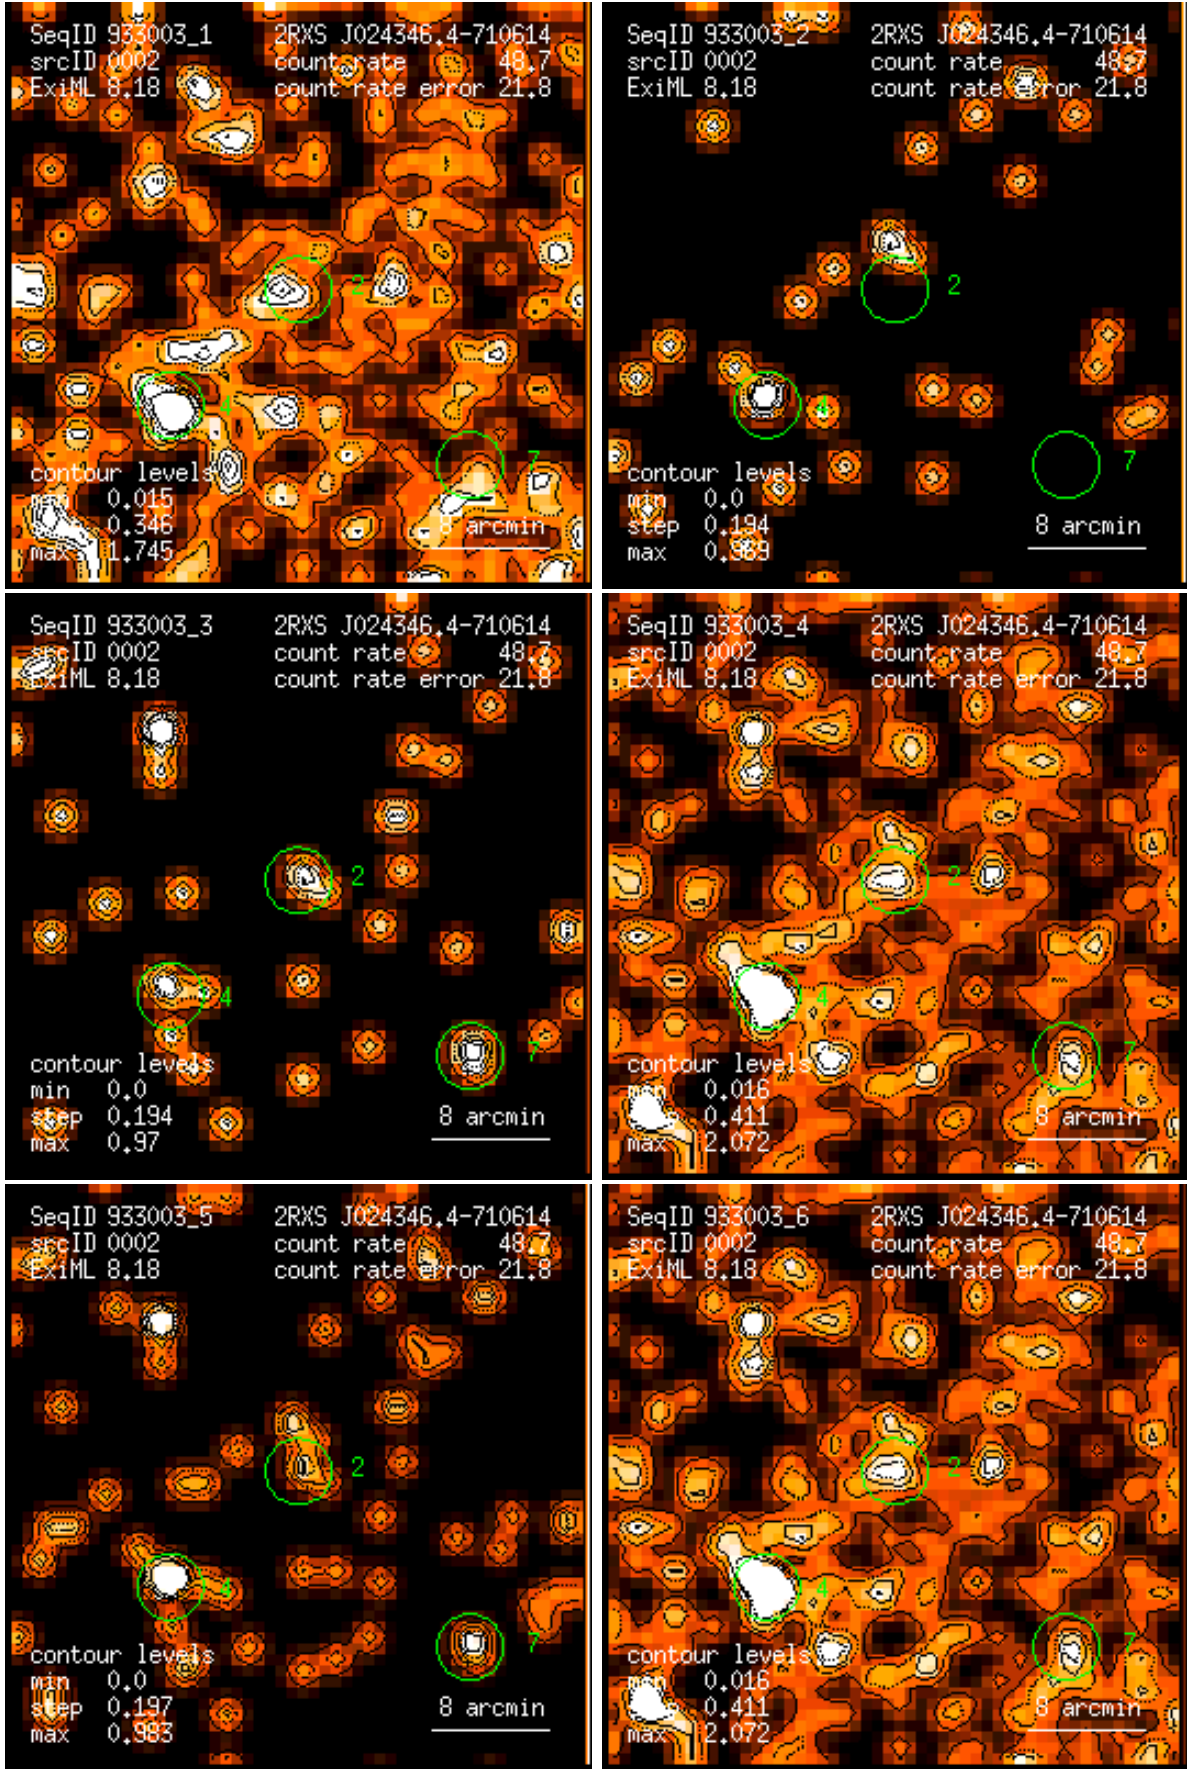 SeqID 933003_1 2RXS J024346.4-710614
srcID 0002 count rate 48.7
ExiML 8.18 count rate error 21.8
2
4
7
contour levels
min 0.015
0.346 8 arcmin
max 1.745
SeqID 933003_2 2RXS J024346.4-710614
srcID 0002 count rate 48.7
ExiML 8.18 count rate error 21.8
2
4
7
contour levels
min 0.0
step 0.194 8 arcmin
max 0.969
SeqID 933003_3 2RXS J024346.4-710614
srcID 0002 count rate 48.7
ExiML 8.18 count rate error 21.8
2
4
7
contour levels
min 0.0
step 0.194 8 arcmin
max 0.97
SeqID 933003_4 2RXS J024346.4-710614
srcID 0002 count rate 48.7
ExiML 8.18 count rate error 21.8
2
4
7
contour levels
min 0.016
0.411 8 arcmin
max 2.072
SeqID 933003_5 2RXS J024346.4-710614
srcID 0002 count rate 48.7
ExiML 8.18 count rate error 21.8
2
4
7
contour levels
min 0.0
step 0.197 8 arcmin
max 0.983
SeqID 933003_6 2RXS J024346.4-710614
srcID 0002 count rate 48.7
ExiML 8.18 count rate error 21.8
2
4
7
contour levels
min 0.016
0.411 8 arcmin
max 2.072